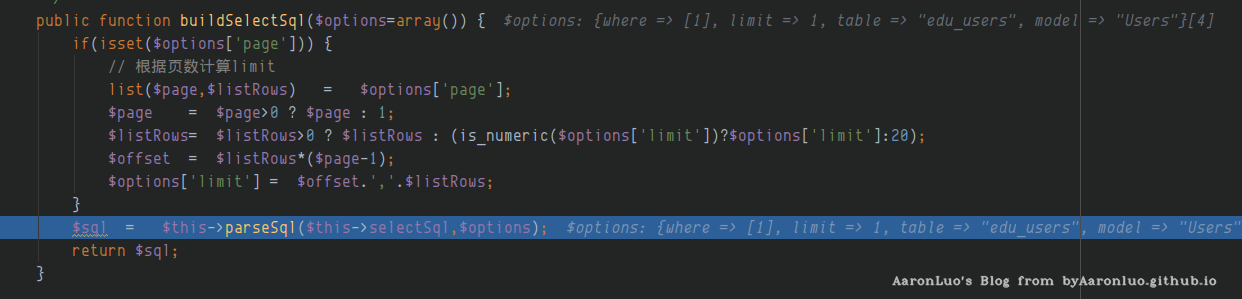 */
public function buildSelectSql($options=array()) {  $options: {where => [1], limit => 1, table => "edu_users", model => "Users"}[4]
if(isset($options['page'])) {
// 根据页数计算limit
list($page,$listRows)   =   $options['page'];
$page    =  $page>0 ? $page : 1;
$listRows=  $listRows>0 ? $listRows : (is_numeric($options['limit'])?$options['limit']:20);
$offset  =  $listRows*($page-1);
$options['limit'] =  $offset.','.$listRows;
}
$sql  =   $this->parseSql($this->selectSql,$options);  $options: {where => [1], limit => 1, table => "edu_users", model => "Users"
return $sql;
}
AaronLuo's Blog from byAaronluo.github.io